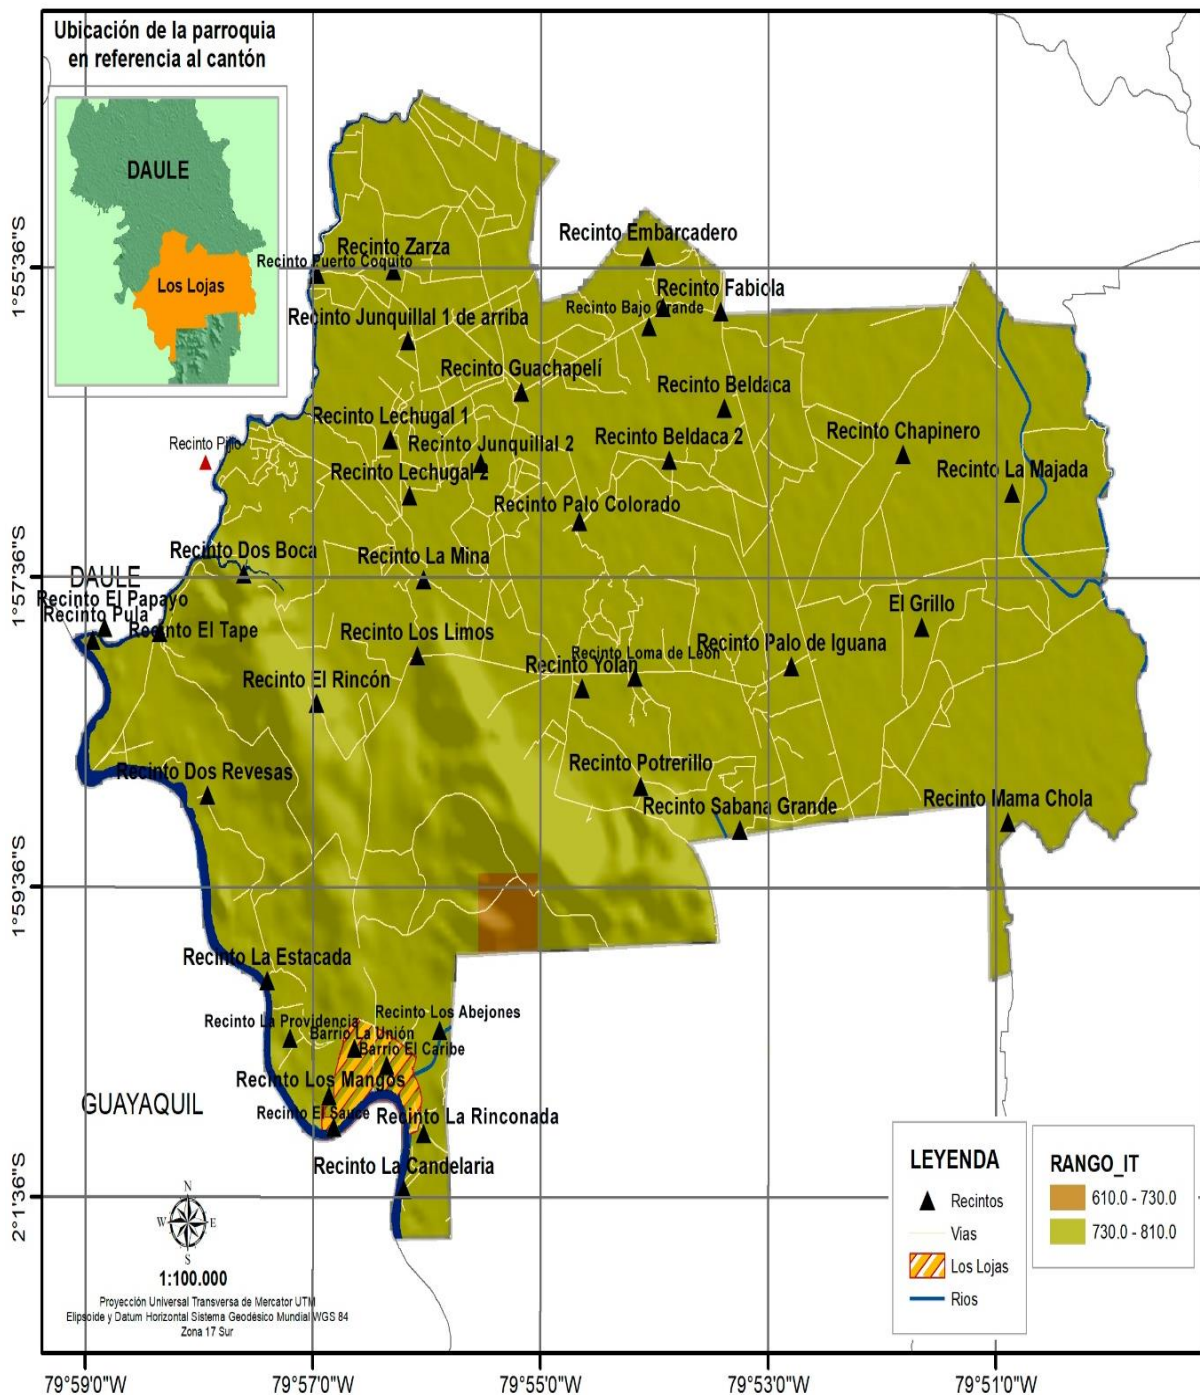 Ubicación de la parroquia
en referencia al cantón
DAULE
Los Lojas
1°55'36"S
1°57'36"S
1°59'36"S
2°1'36"S
Recinto Embarcadero
Recinto Zarza
Recinto Puerto Coquito
Recinto Fabiola
Recinto Bajo Grande
Recinto Junquillal 1 de arriba
Recinto Guachapelí
Recinto Beldaca
Recinto Lechugal 1
Recinto Chapinero
Recinto Beldaca 2
Recinto Junquillal 2
Recinto Pijio
Recinto La Majada
Recinto Lechugal 2
Recinto Palo Colorado
Recinto Dos Boca
Recinto La Mina
DAULE
Recinto El Papayo
El Grillo
Recinto Pula
Recinto El Tape
Recinto Los Limos
Recinto Palo de Iguana
Recinto Loma de León
Recinto Yolan
Recinto El Rincón
Recinto Potrerillo
Recinto Dos Revesas
Recinto Mama Chola
Recinto Sabana Grande
Recinto La Estacada
Recinto Los Abejones
Recinto La Providencia
Barrio La Unión
Barrio El Caribe
Recinto Los Mangos
GUAYAQUIL
Recinto El Sauce
Recinto La Rinconada
Recinto La Candelaria
N
W
E
S
1:100.000
Proyección Universal Transversa de Mercator UTM
Elipsoide y Datum Horizontal Sistema Geodésico Mundial WGS 84
Zona 17 Sur
LEYENDA
Recintos
Vias
Los Lojas
Rios
RANGO_IT
610.0 - 730.0
730.0 - 810.0
79°59'0"W
79°57'0"W
79°55'0"W
79°53'0"W
79°51'0"W